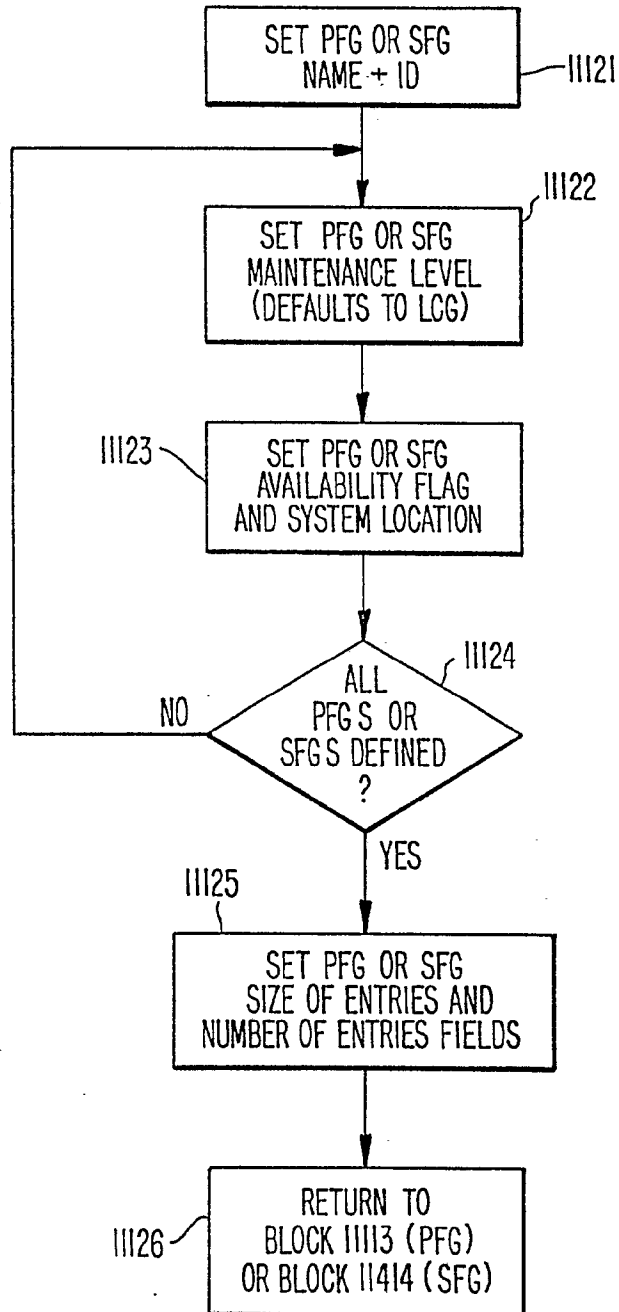 SET PFG OR SFG
NAME + ID
11121
11122
SET PFG OR SFG
MAINTENANCE LEVEL
(DEFAULTS TO LCG)
11123
SET PFG OR SFG
AVAILABILITY FLAG
AND SYSTEM LOCATION
11124
ALL
PFGS OR
SFGS DEFINED
?
NO
YES
11125
SET PFG OR SFG
SIZE OF ENTRIES AND
NUMBER OF ENTRIES FIELDS
11126
RETURN TO
BLOCK 11113 (PFG)
OR BLOCK 11414 (SFG)